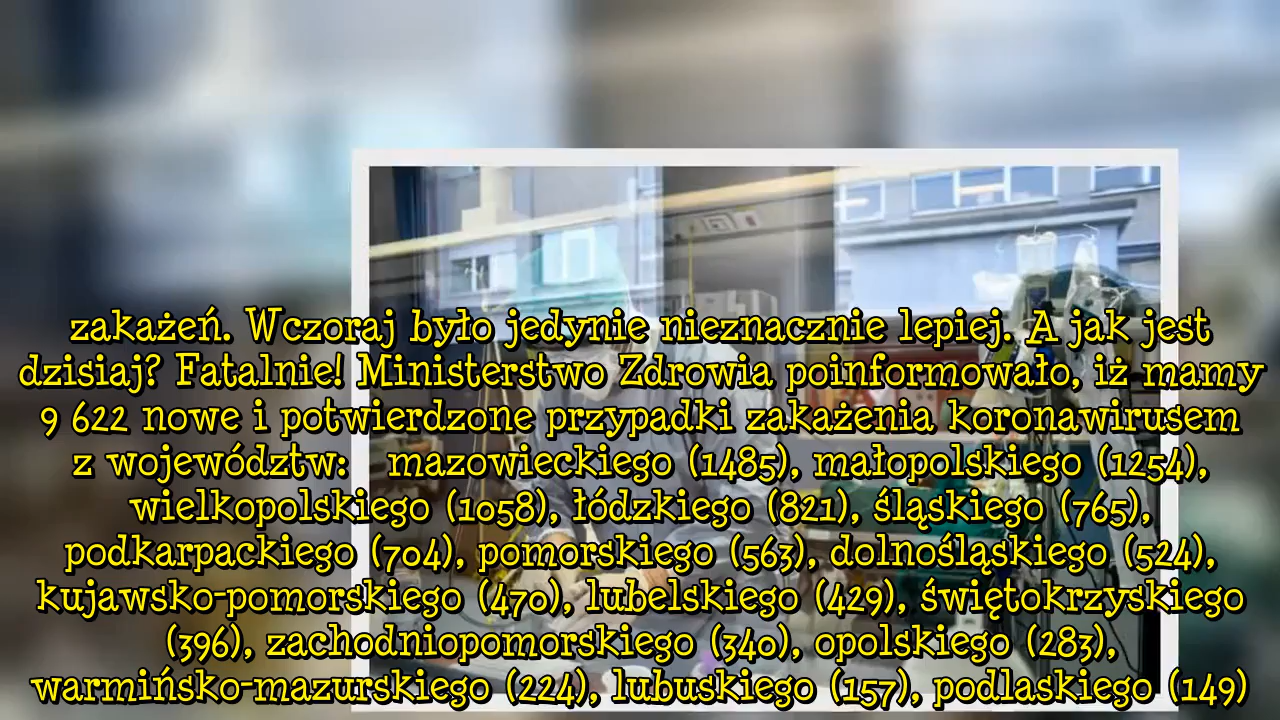 zakażeń. Wczoraj było jedynie nieznacznie lepiej. A jak jest
dzisiaj? Fatalnie! Ministerstwo Zdrowia poinformowało, iż mamy
9 622 nowe i potwierdzone przypadki zakażenia koronawirusem
z województw: mazowieckiego (1485), małopolskiego (1254),
wielkopolskiego (1058), łódzkiego (821), śląskiego (765),
podkarpackiego (704), pomorskiego (563), dolnośląskiego (524),
kujawsko-pomorskiego (470), lubelskiego (429), świętokrzyskiego
(396), zachodniopomorskiego (340), opolskiego (283),
warmińsko-mazurskiego (224), lubuskiego (157), podlaskiego (149)